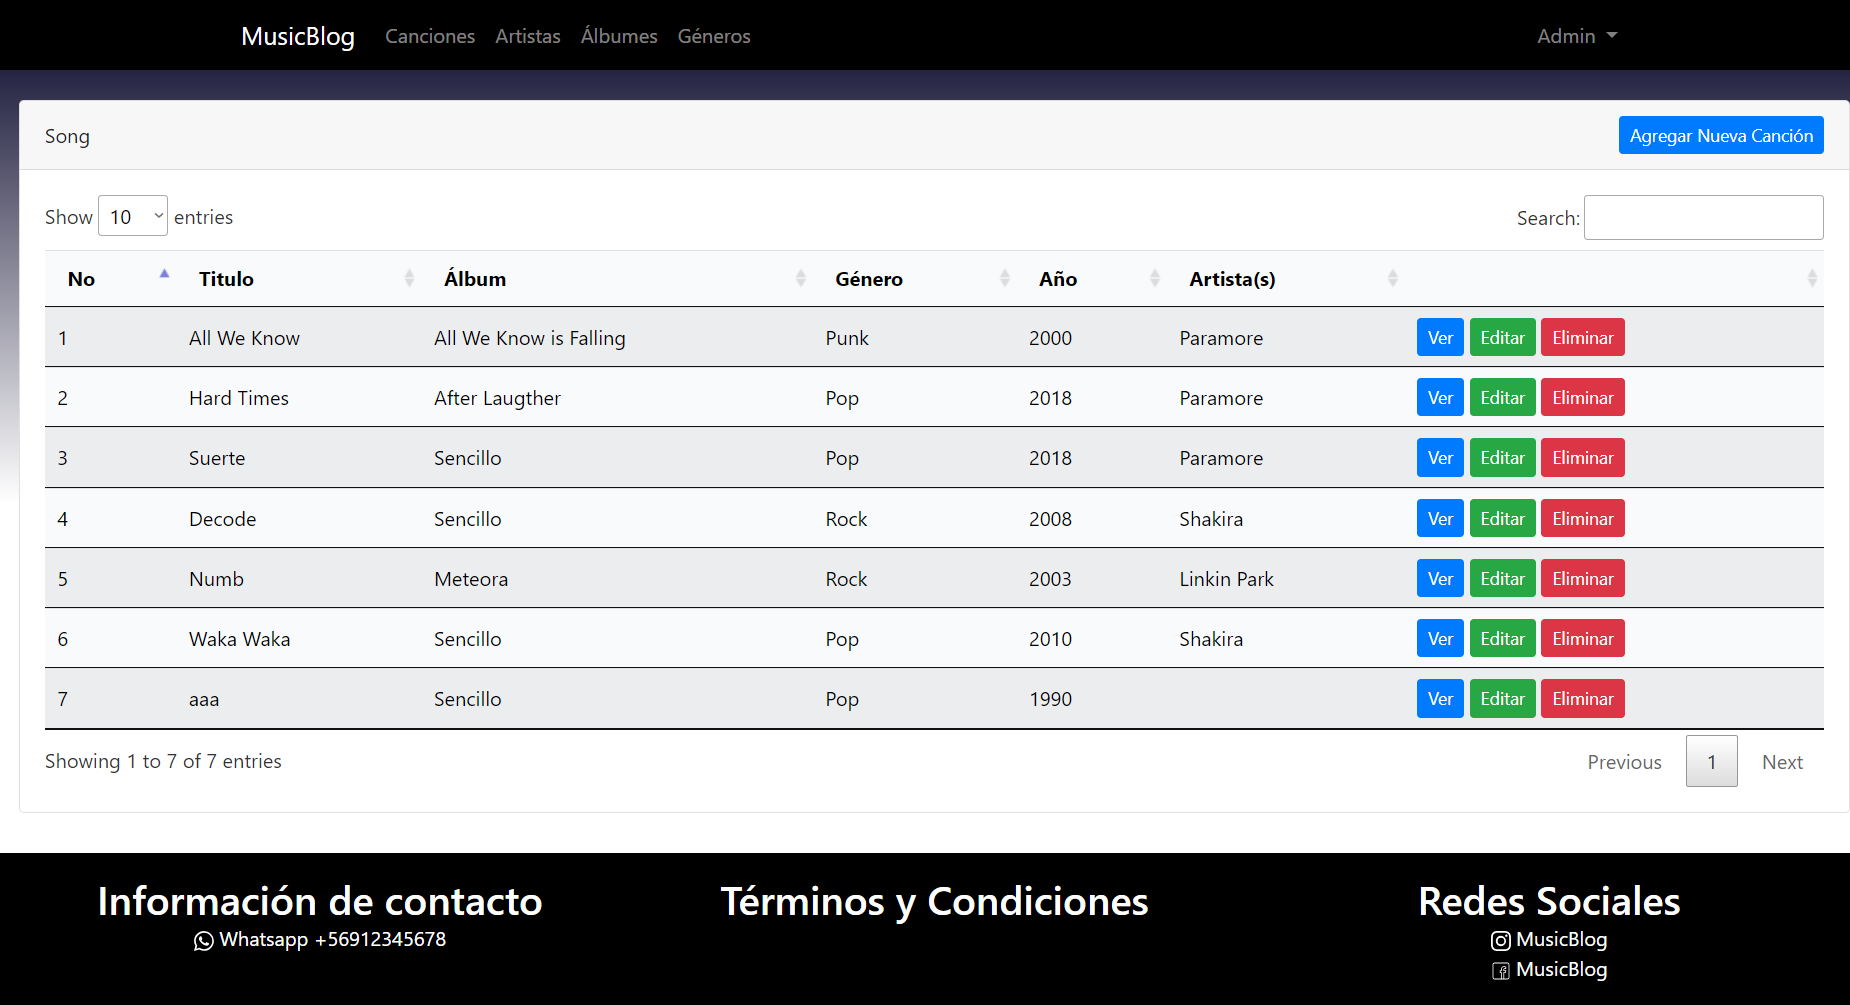 MusicBlog Canciones Artistas Álbumes Géneros Admin
Song Agregar Nueva Canción
Show 10 entries Search:
No Titulo Álbum Género Año Artista(s)
1 All We Know All We Know is Falling Punk 2000 Paramore Ver Editar Eliminar
2 Hard Times After Laugther Pop 2018 Paramore Ver Editar Eliminar
3 Suerte Sencillo Pop 2018 Paramore Ver Editar Eliminar
4 Decode Sencillo Rock 2008 Shakira Ver Editar Eliminar
5 Numb Meteora Rock 2003 Linkin Park Ver Editar Eliminar
6 Waka Waka Sencillo Pop 2010 Shakira Ver Editar Eliminar
7 aaa Sencillo Pop 1990 Ver Editar Eliminar
Showing 1 to 7 of 7 entries Previous 1 Next
Información de contacto Términos y Condiciones Redes Sociales
Whatsapp +56912345678 MusicBlog
MusicBlog